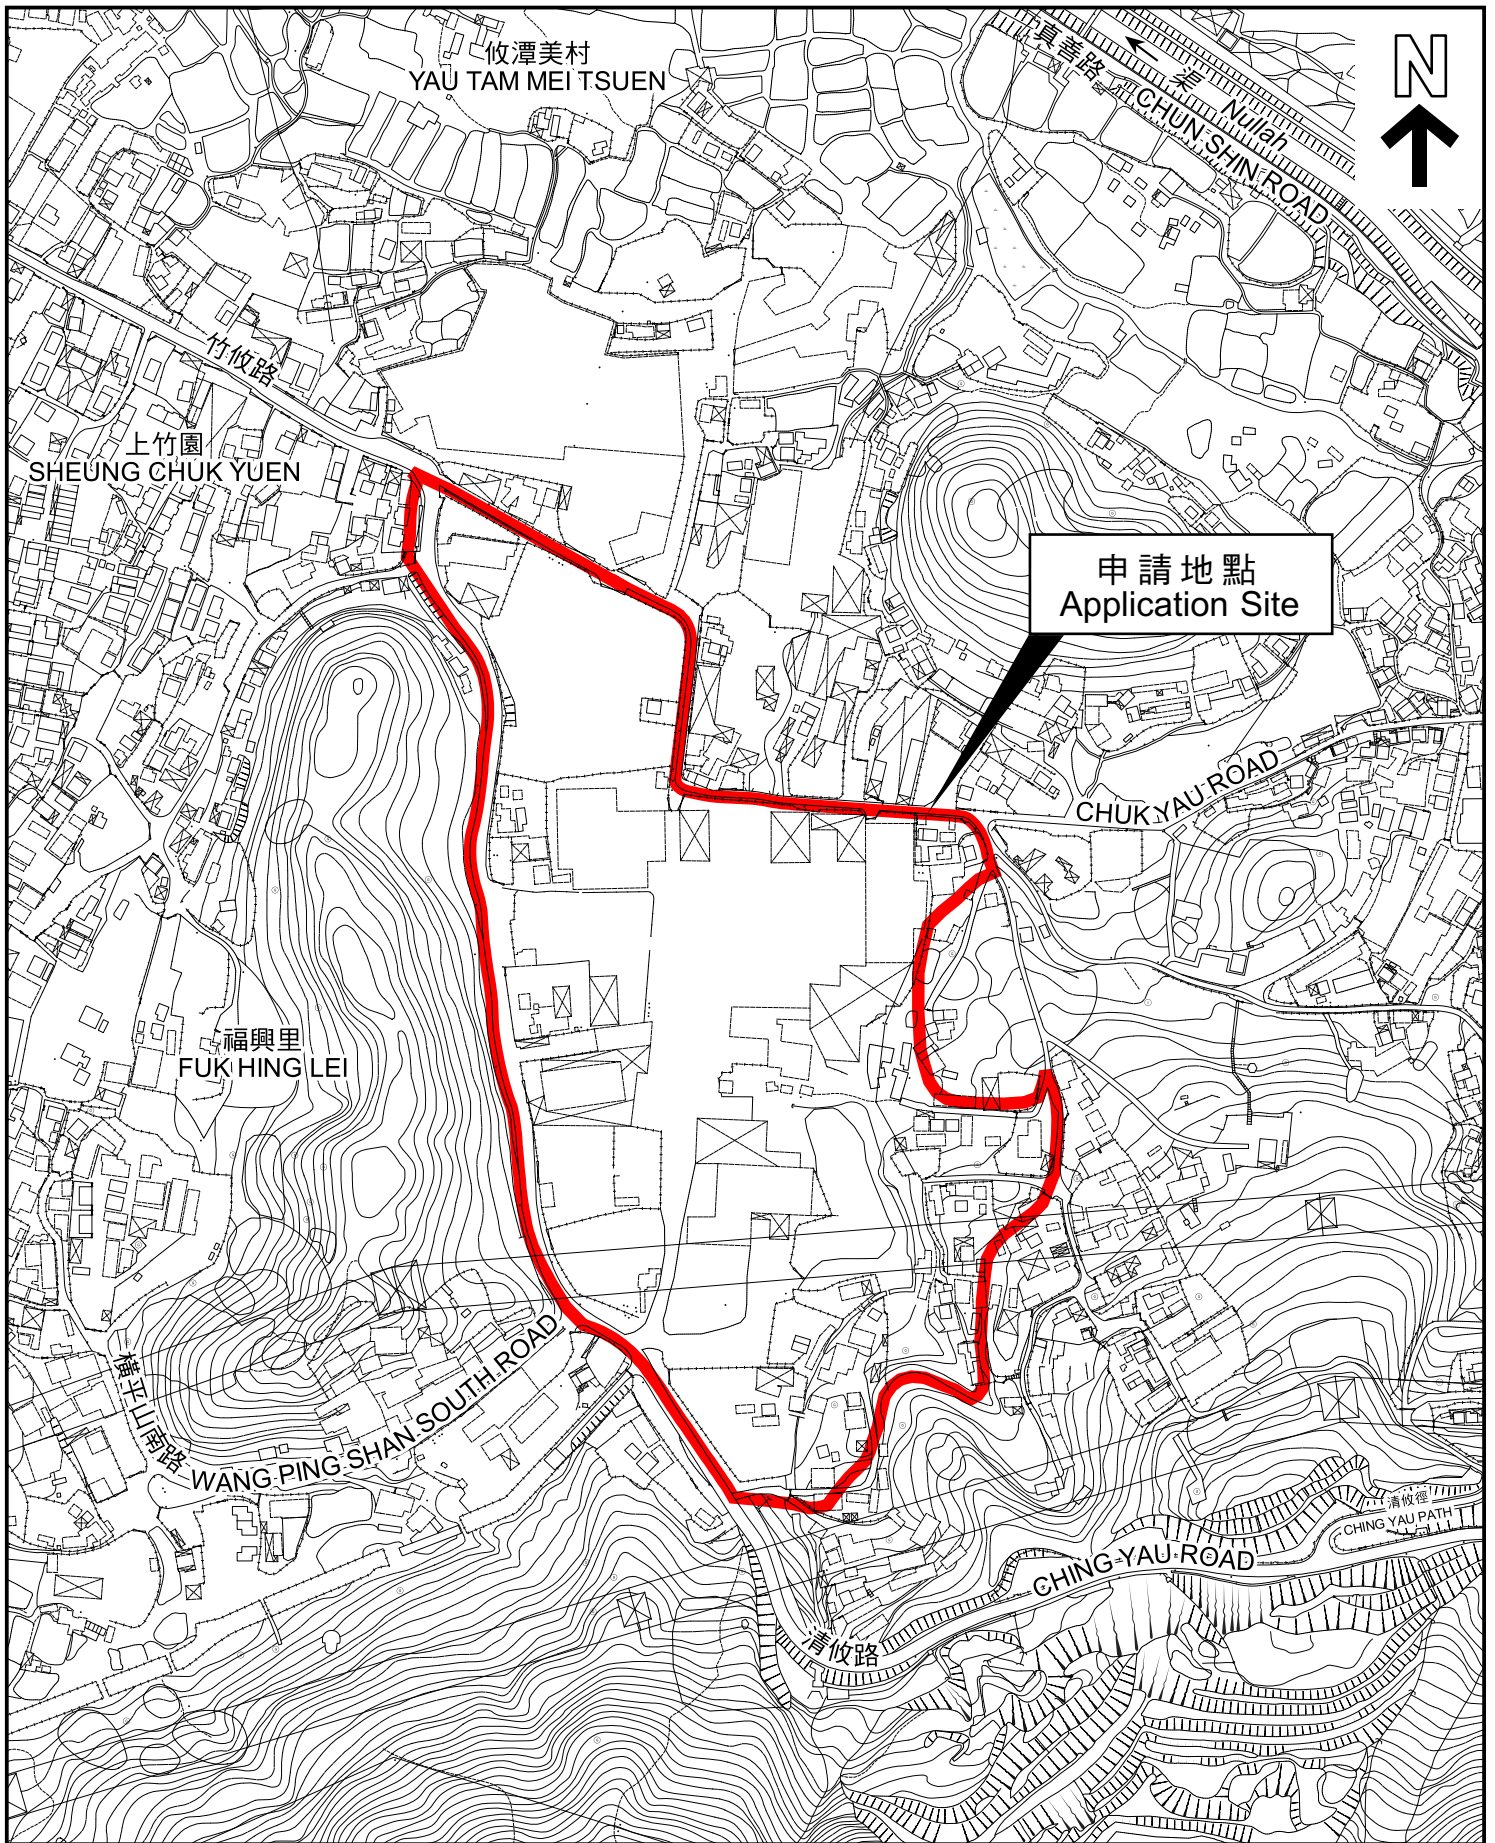 攸潭美村
YAU TAM MEI TSUEN
真善路
CHUN SHIN ROAD
渠 Nullah
N
竹攸路
上竹園
SHEUNG CHUK YUEN
申請地點
Application Site
CHUK YAU ROAD
福興里
FUK HING LEI
橫平山南路
WANG PING SHAN SOUTH ROAD
清攸徑
CHING YAU PATH
CHING YAU ROAD
清攸路